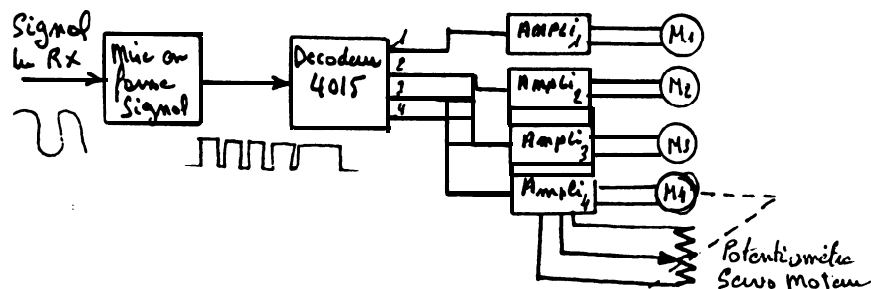 Signal
du RX
Mise en
forme
Signal
Decodeur
4015
1
2
3
4
AMPLI 1
Ampli 2
Ampli 3
Ampli 4
M1
M2
M3
M4
Potentiomètre
Servo Moteur